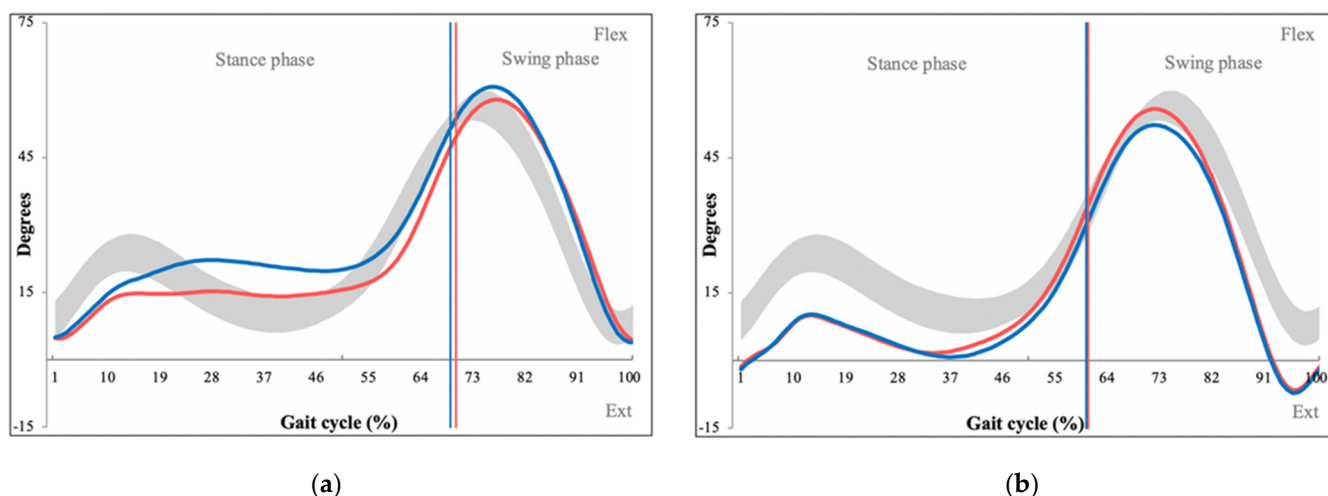 75
Flex
Stance phase
Swing phase
45
Degrees
15
1 10 19 28 37 46 55 64 73 82 91 100
Ext
-15
Gait cycle (%)
(a)
75
Flex
Stance phase
Swing phase
45
Degrees
15
1 10 19 28 37 46 55 64 73 82 91 100
Ext
-15
Gait cycle (%)
(b)